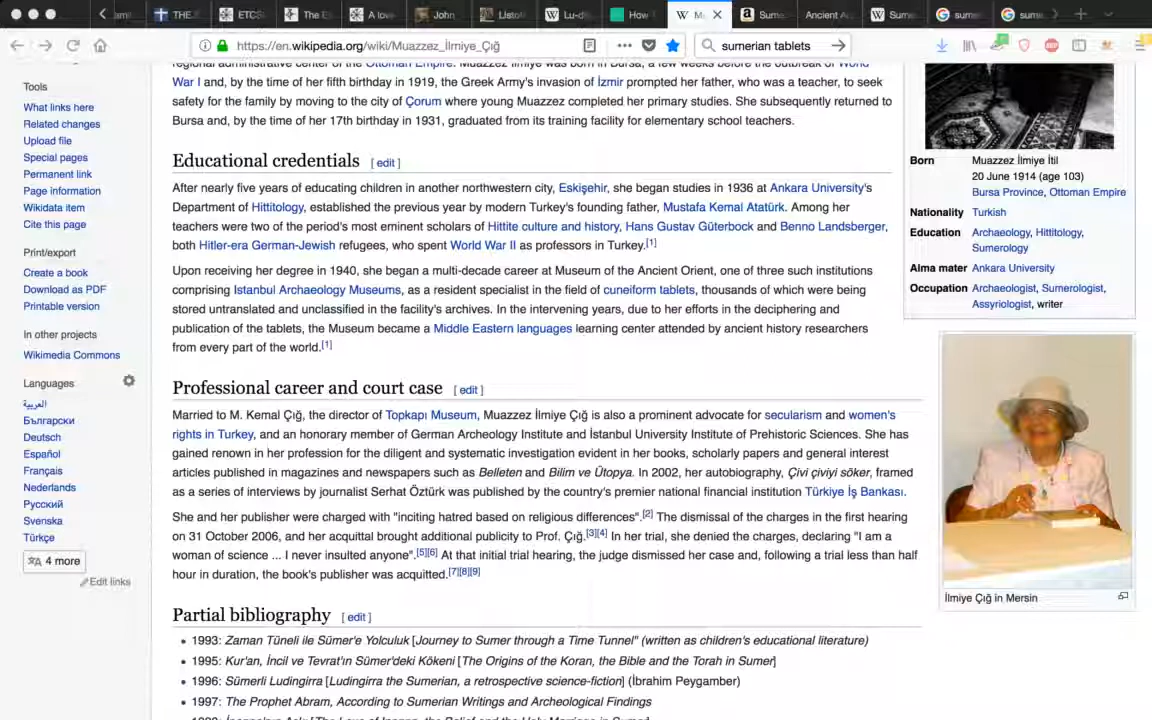 THE
ETCS
The E
A lov
John
Listo
Lu-d
How
M
Sume
Ancient A
Sume
sume
sume
https://en.wikipedia.org/wiki/Muazzez_İlmiye_Çığ
sumerian tablets
War I and, by the time of her fifth birthday in 1919, the Greek Army's invasion of İzmir prompted her father, who was a teacher, to seek
safety for the family by moving to the city of Çorum where young Muazzez completed her primary studies. She subsequently returned to
Bursa and, by the time of her 17th birthday in 1931, graduated from its training facility for elementary school teachers.
Educational credentials [ edit ]
After nearly five years of educating children in another northwestern city, Eskişehir, she began studies in 1936 at Ankara University's
Department of Hittitology, established the previous year by modern Turkey's founding father, Mustafa Kemal Atatürk. Among her
teachers were two of the period's most eminent scholars of Hittite culture and history, Hans Gustav Güterbock and Benno Landsberger,
both Hitler-era German-Jewish refugees, who spent World War II as professors in Turkey.[1]
Upon receiving her degree in 1940, she began a multi-decade career at Museum of the Ancient Orient, one of three such institutions
comprising Istanbul Archaeology Museums, as a resident specialist in the field of cuneiform tablets, thousands of which were being
stored untranslated and unclassified in the facility's archives. In the intervening years, due to her efforts in the deciphering and
publication of the tablets, the Museum became a Middle Eastern languages learning center attended by ancient history researchers
from every part of the world.[1]
Professional career and court case [ edit ]
Married to M. Kemal Çığ, the director of Topkapı Museum, Muazzez İlmiye Çığ is also a prominent advocate for secularism and women's
rights in Turkey, and an honorary member of German Archeology Institute and İstanbul University Institute of Prehistoric Sciences. She has
gained renown in her profession for the diligent and systematic investigation evident in her books, scholarly papers and general interest
articles published in magazines and newspapers such as Belleten and Bilim ve Ütopya. In 2002, her autobiography, Çivi çiviyi söker, framed
as a series of interviews by journalist Serhat Öztürk was published by the country's premier national financial institution Türkiye İş Bankası.
She and her publisher were charged with "inciting hatred based on religious differences".[2] The dismissal of the charges in the first hearing
on 31 October 2006, and her acquittal brought additional publicity to Prof. Çığ.[3][4] In her trial, she denied the charges, declaring "I am a
woman of science ... I never insulted anyone".[5][6] At that initial trial hearing, the judge dismissed her case and, following a trial less than half
hour in duration, the book's publisher was acquitted.[7][8][9]
Partial bibliography [ edit ]
1993: Zaman Tüneli ile Sümer'e Yolculuk [Journey to Sumer through a Time Tunnel" (written as children's educational literature)
1995: Kur'an, İncil ve Tevrat'ın Sümer'deki Kökeni [The Origins of the Koran, the Bible and the Torah in Sumer]
1996: Sümerli Ludingirra [Ludingirra the Sumerian, a retrospective science-fiction] (İbrahim Peygamber)
1997: The Prophet Abram, According to Sumerian Writings and Archeological Findings
Tools
What links here
Related changes
Upload file
Special pages
Permanent link
Page information
Wikidata item
Cite this page
Print/export
Create a book
Download as PDF
Printable version
In other projects
Wikimedia Commons
Languages
العربية
Български
Deutsch
Español
Français
Nederlands
Русский
Svenska
Türkçe
4 more
Edit links
Born Muazzez İlmiye İtil
20 June 1914 (age 103)
Bursa Province, Ottoman Empire
Nationality Turkish
Education Archaeology, Hittitology,
Sumerology
Alma mater Ankara University
Occupation Archaeologist, Sumerologist,
Assyriologist, writer
İlmiye Çığ in Mersin